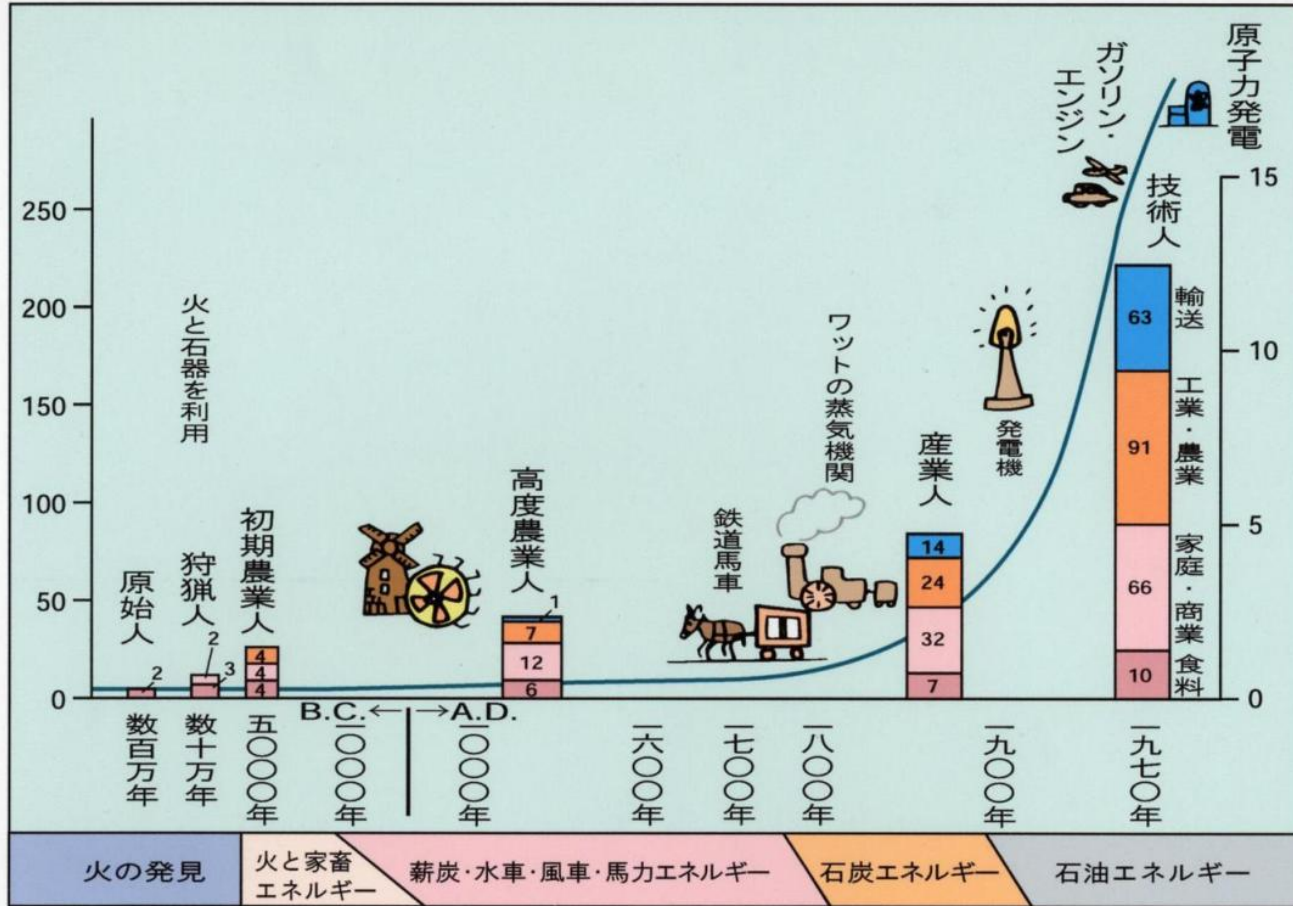 原子力発電
ガソリン・
エンジン
技術人
250
200
150
100
50
0
15
10
5
0
火と石器を利用
ワットの蒸気機関
発電機
産業人
高度農業人
鉄道馬車
初期農業人
狩猟人
原始人
輸送
工業・農業
家庭・商業
食料
2
2
3
4
4
4
1
7
12
6
14
24
32
7
63
91
66
10
B.C.←→A.D.
数百万年
数十万年
五〇〇〇年
一〇〇〇年
一〇〇〇年
一六〇〇年
一七〇〇年
一八〇〇年
一九〇〇年
一九七〇年
火の発見
火と家畜
エネルギー
薪炭・水車・風車・馬力エネルギー
石炭エネルギー
石油エネルギー